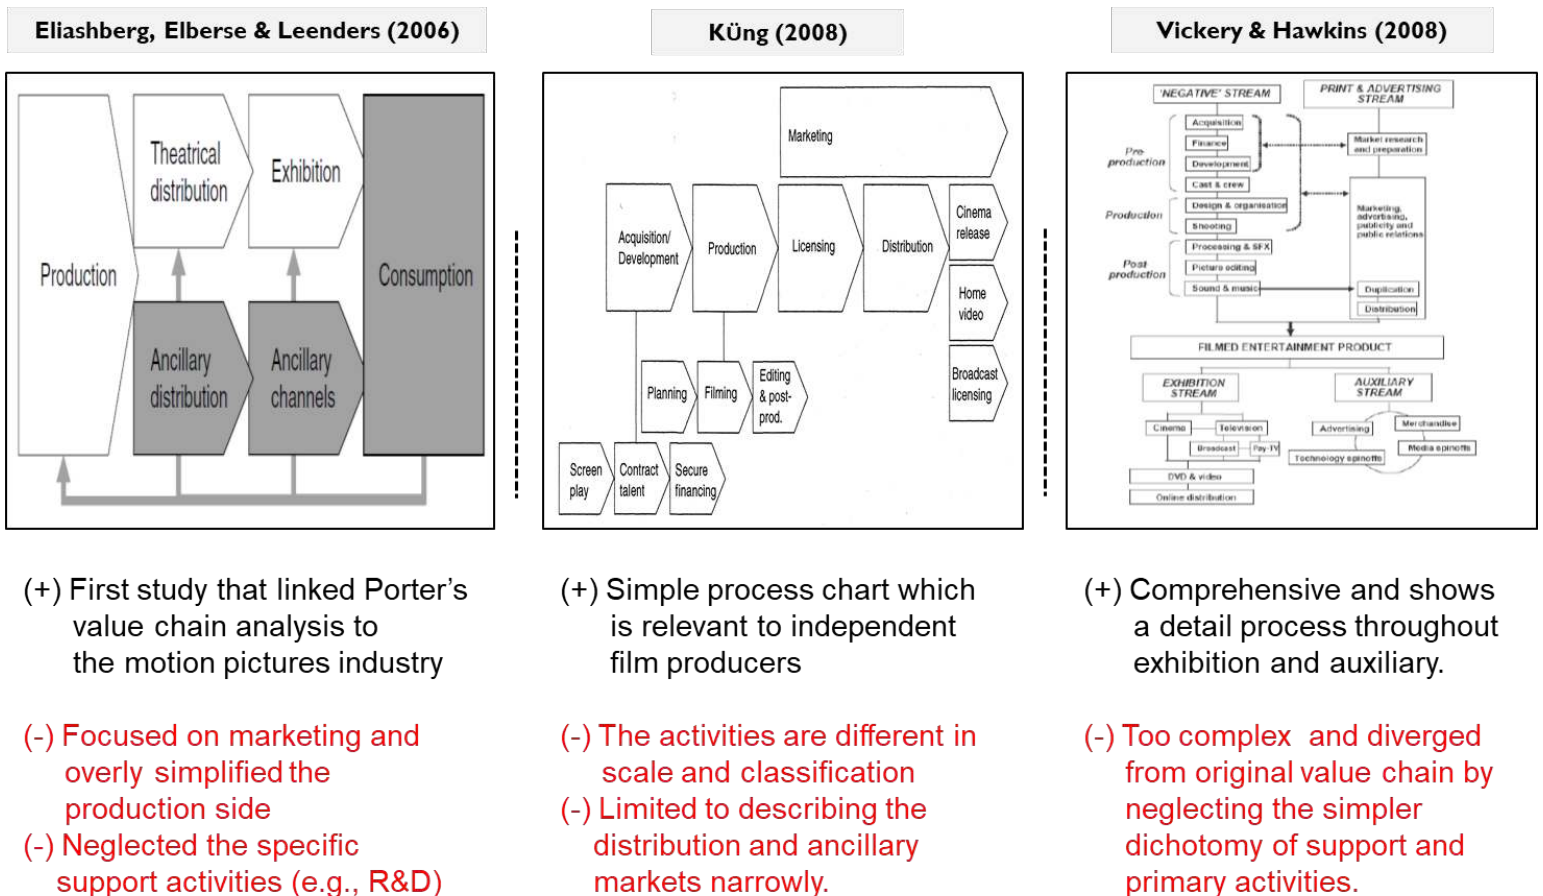 Eliashberg, Elberse & Leenders (2006)
Production
Theatrical
distribution
Exhibition
Consumption
Ancillary
distribution
Ancillary
channels
(+) First study that linked Porter’s
value chain analysis to
the motion pictures industry
(-) Focused on marketing and
overly simplified the
production side
(-) Neglected the specific
support activities (e.g., R&D)
KÜng (2008)
Marketing
Acquisition/
Development
Production
Licensing
Distribution
Cinema
release
Home
video
Broadcast
licensing
Planning
Filming
Editing
& post-
prod.
Screen
play
Contract
talent
Secure
financing
(+) Simple process chart which
is relevant to independent
film producers
(-) The activities are different in
scale and classification
(-) Limited to describing the
distribution and ancillary
markets narrowly.
Vickery & Hawkins (2008)
'NEGATIVE' STREAM
PRINT & ADVERTISING
STREAM
Pre-
production
Acquisition
Finance
Development
Cast & crew
Market research
and preparation
Production
Design & organisation
Shooting
Marketing,
advertising,
publicity and
public relations
Post
production
Processing & SFX
Picture editing
Sound & music
Duplication
Distribution
FILMED ENTERTAINMENT PRODUCT
EXHIBITION
STREAM
AUXILIARY
STREAM
Cinema
Television
Broadcast
Pay-TV
DVD & video
Online distribution
Advertising
Merchandise
Media spinoffs
Technology spinoffs
(+) Comprehensive and shows
a detail process throughout
exhibition and auxiliary.
(-) Too complex and diverged
from original value chain by
neglecting the simpler
dichotomy of support and
primary activities.